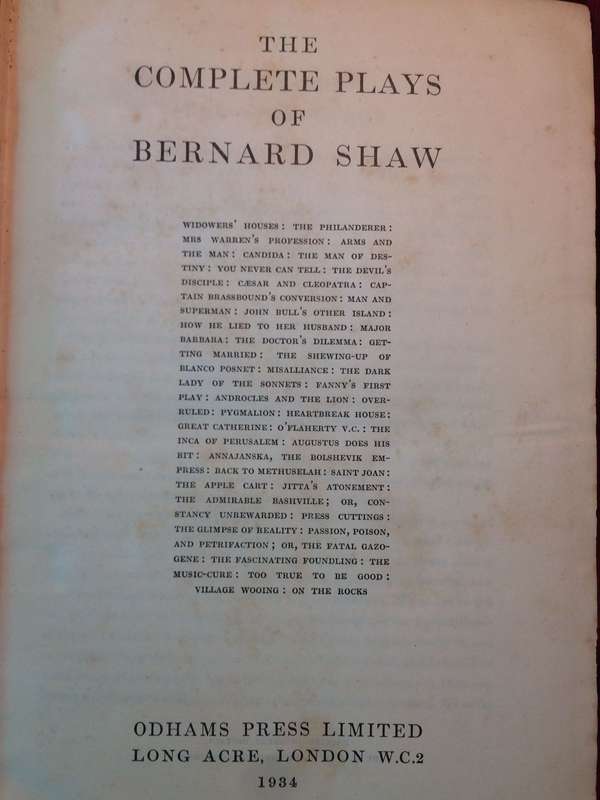 THE
COMPLETE PLAYS
OF
BERNARD SHAW
WIDOWERS' HOUSES : THE PHILANDERER :
MRS WARREN'S PROFESSION : ARMS AND
THE MAN : CANDIDA : THE MAN OF DES-
TINY : YOU NEVER CAN TELL : THE DEVIL'S
DISCIPLE : CÆSAR AND CLEOPATRA : CAP-
TAIN BRASSBOUND'S CONVERSION : MAN AND
SUPERMAN : JOHN BULL'S OTHER ISLAND :
HOW HE LIED TO HER HUSBAND : MAJOR
BARBARA : THE DOCTOR'S DILEMMA : GET-
TING MARRIED : THE SHEWING-UP OF
BLANCO POSNET : MISALLIANCE : THE DARK
LADY OF THE SONNETS : FANNY'S FIRST
PLAY : ANDROCLES AND THE LION : OVER-
RULED : PYGMALION : HEARTBREAK HOUSE :
GREAT CATHERINE : O'FLAHERTY V.C. : THE
INCA OF PERUSALEM : AUGUSTUS DOES HIS
BIT : ANNAJANSKA, THE BOLSHEVIK EM-
PRESS : BACK TO METHUSELAH : SAINT JOAN :
THE APPLE CART : JITTA'S ATONEMENT :
THE ADMIRABLE BASHVILLE ; OR, CON-
STANCY UNREWARDED : PRESS CUTTINGS :
THE GLIMPSE OF REALITY : PASSION, POISON,
AND PETRIFACTION ; OR, THE FATAL GAZO-
GENE : THE FASCINATING FOUNDLING : THE
MUSIC-CURE : TOO TRUE TO BE GOOD :
VILLAGE WOOING : ON THE ROCKS
ODHAMS PRESS LIMITED
LONG ACRE, LONDON W.C.2
1934